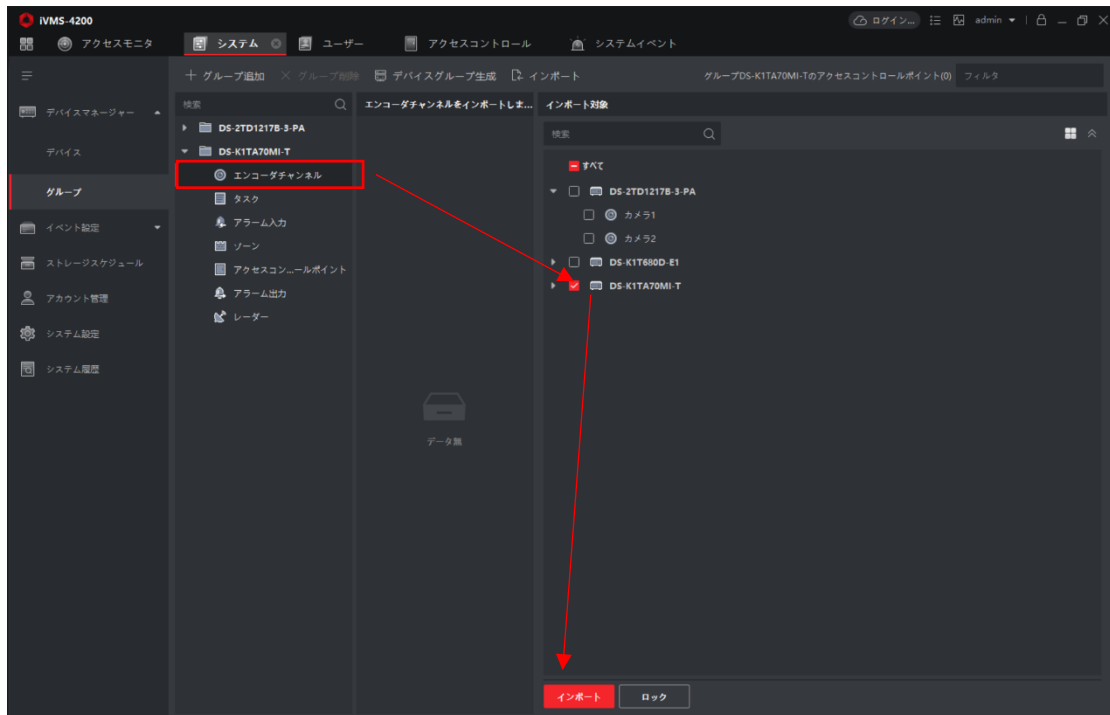 iVMS-4200
ログイン... admin
アクセスモニタ システム ユーザー アクセスコントロール システムイベント
＋ グループ追加 × グループ削除 デバイスグループ生成 インポート グループDS-K1TA70MI-Tのアクセスコントロールポイント(0) フィルタ
デバイスマネージャー
デバイス
グループ
イベント設定
ストレージスケジュール
アカウント管理
システム設定
システム履歴
検索
DS-2TD1217B-3-PA
DS-K1TA70MI-T
エンコーダチャンネル
タスク
アラーム入力
ゾーン
アクセスコン...ールポイント
アラーム出力
レーダー
エンコーダチャンネルをインポートしま...
データ無
インポート対象
検索
すべて
DS-2TD1217B-3-PA
カメラ1
カメラ2
DS-K1T680D-E1
DS-K1TA70MI-T
インポート ロック